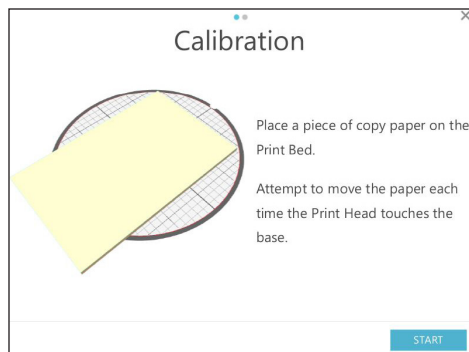 Calibration
Place a piece of copy paper on the
Print Bed.
Attempt to move the paper each
time the Print Head touches the
base.
START